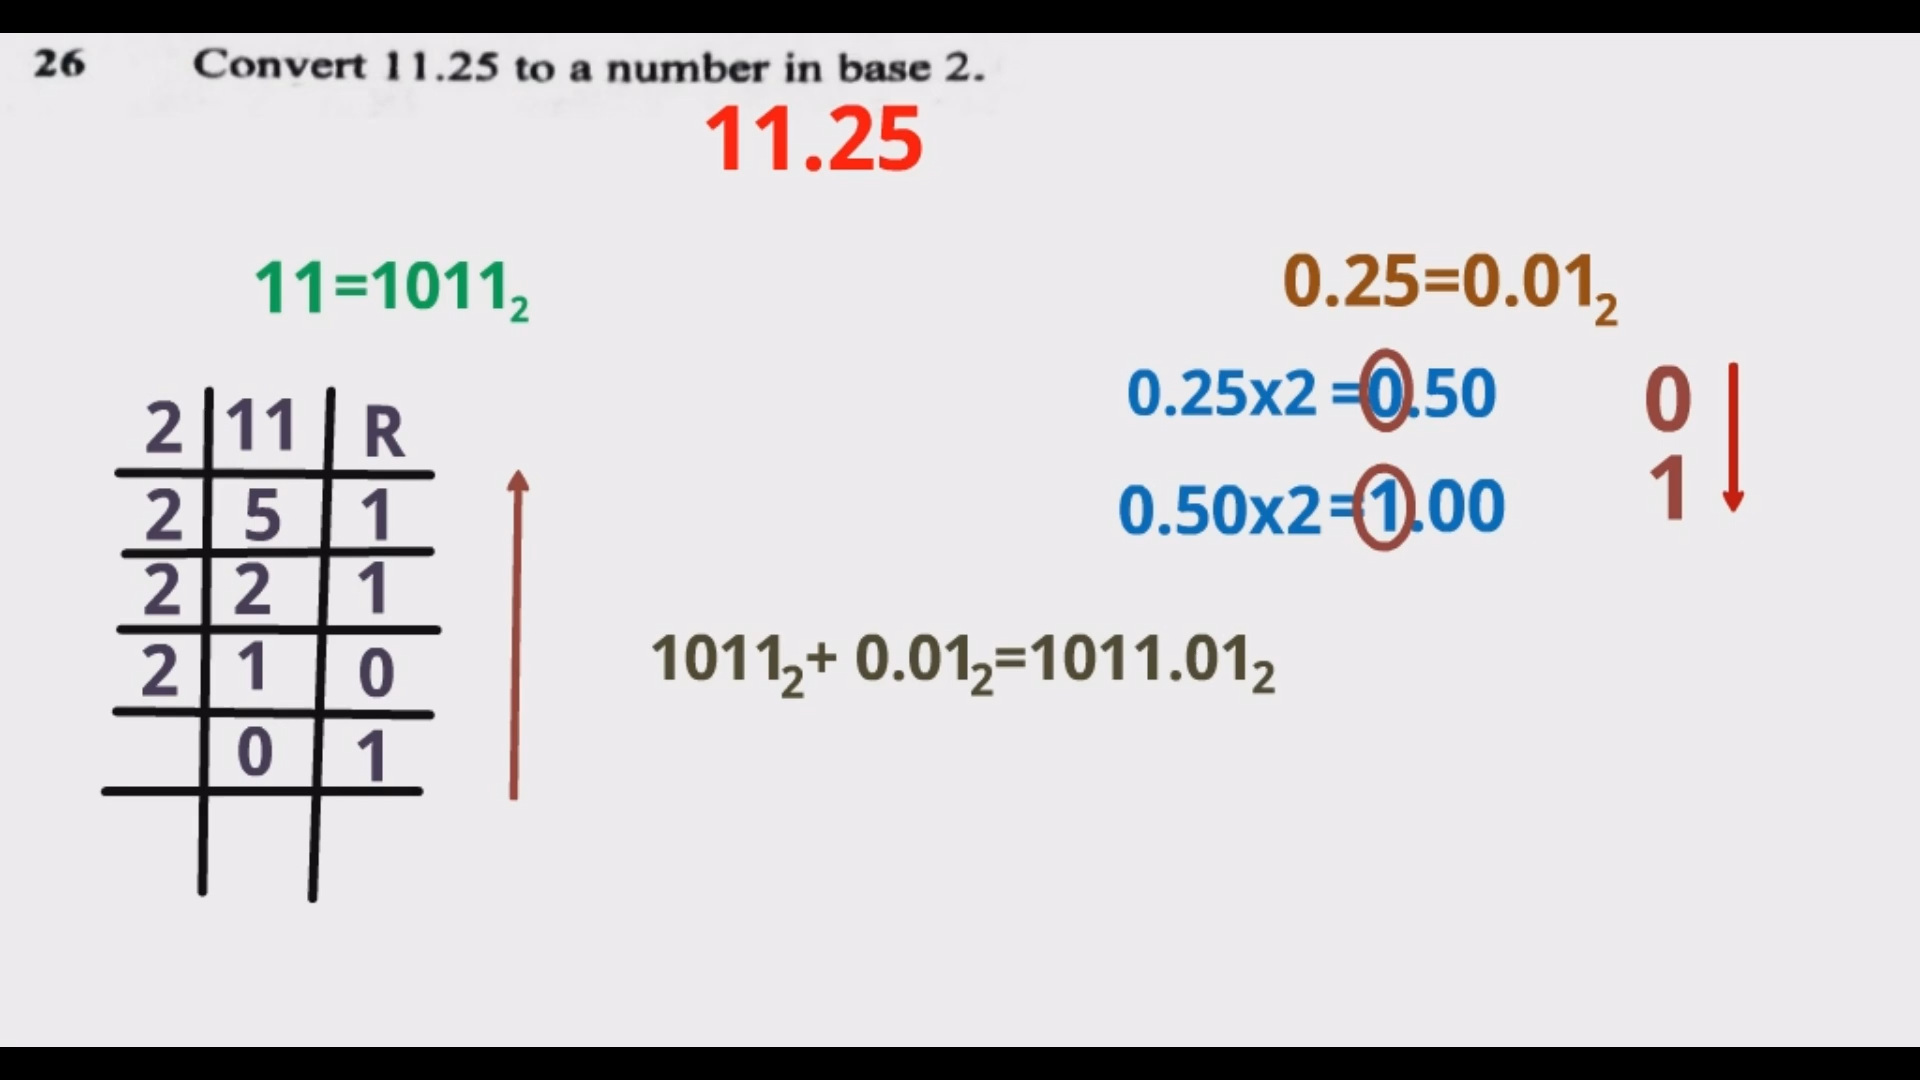 26 Convert 11.25 to a number in base 2.
11.25
11=1011₂
0.25=0.01₂
0.25x2 =0.50 0
0.50x2=1.00 1
2 11 R
2 5 1
2 2 1
2 1 0
0 1
1011₂+ 0.01₂=1011.01₂